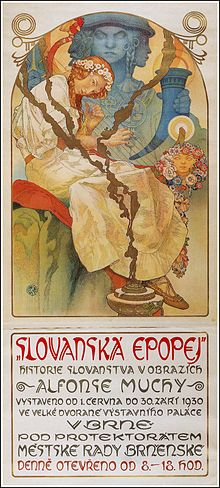 „SLOVANSKÁ EPOPEJ"
HISTORIE SLOVANSTVA V OBRAZÍCH
ALFONSE MUCHY
VYSTAVENO OD 1. ČERVNA DO 30. ZÁŘÍ 1930
VE VELKÉ DVORANĚ VÝSTAVNÍHO PALÁCE
V BRNĚ
POD PROTEKTORÁTEM
MĚSTSKÉ RADY BRNĚNSKÉ
DENNĚ OTEVŘENO OD 8.–18. HOD.